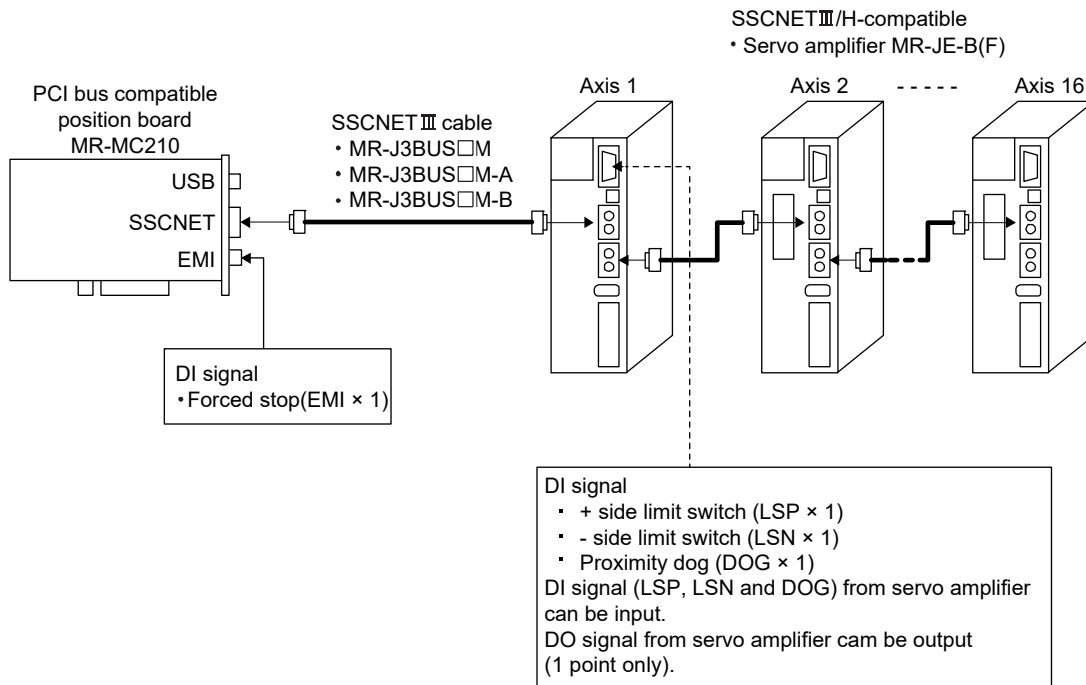 SSCNETⅢ/H-compatible
・Servo amplifier MR-JE-B(F)
PCI bus compatible
position board
MR-MC210
SSCNETⅢ cable
・MR-J3BUS□M
・MR-J3BUS□M-A
・MR-J3BUS□M-B
Axis 1
Axis 2
Axis 16
USB
SSCNET
EMI
DI signal
・Forced stop(EMI × 1)
DI signal
・ + side limit switch (LSP × 1)
・ - side limit switch (LSN × 1)
・ Proximity dog (DOG × 1)
DI signal (LSP, LSN and DOG) from servo amplifier
can be input.
DO signal from servo amplifier cam be output
(1 point only).